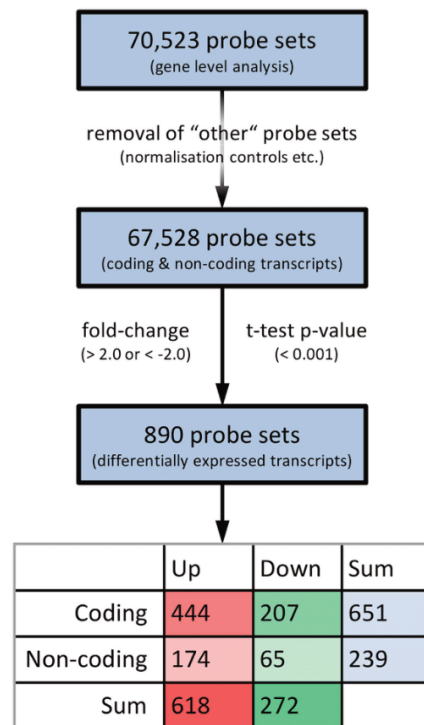 70,523 probe sets
(gene level analysis)
removal of “other“ probe sets
(normalisation controls etc.)
67,528 probe sets
(coding & non-coding transcripts)
fold-change t-test p-value
(> 2.0 or < -2.0) (< 0.001)
890 probe sets
(differentially expressed transcripts)
Up Down Sum
Coding 444 207 651
Non-coding 174 65 239
Sum 618 272